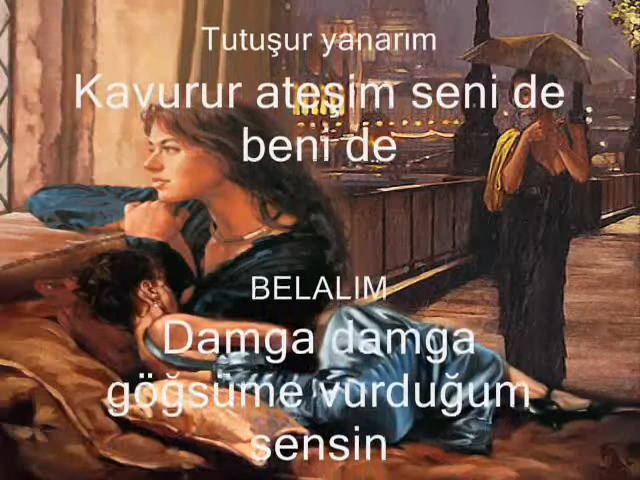 Tutuşur yanarım
Kavurur ateşim seni de
beni de
BELALIM
Damga damga
göğsüme vurduğum
sensin